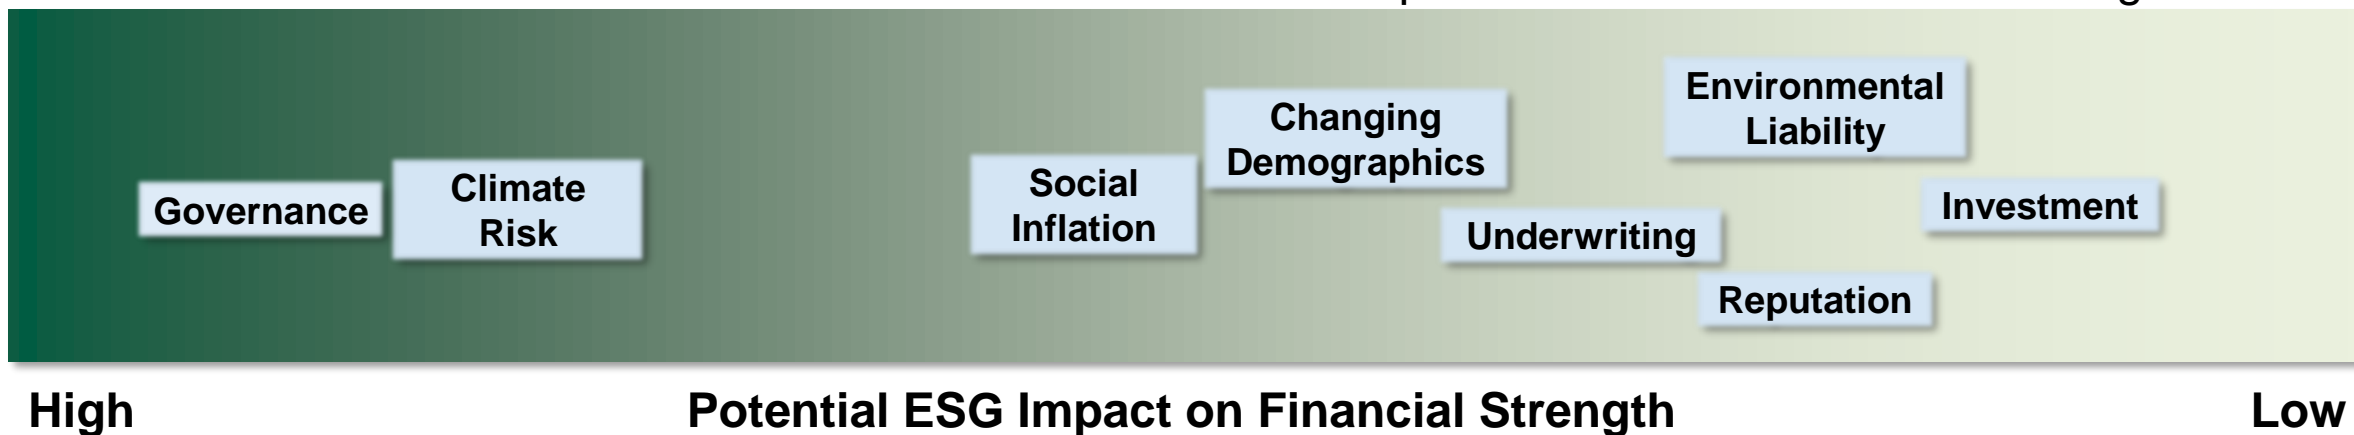 Governance
Climate
Risk
Social
Inflation
Changing
Demographics
Underwriting
Environmental
Liability
Reputation
Investment
High
Potential ESG Impact on Financial Strength
Low